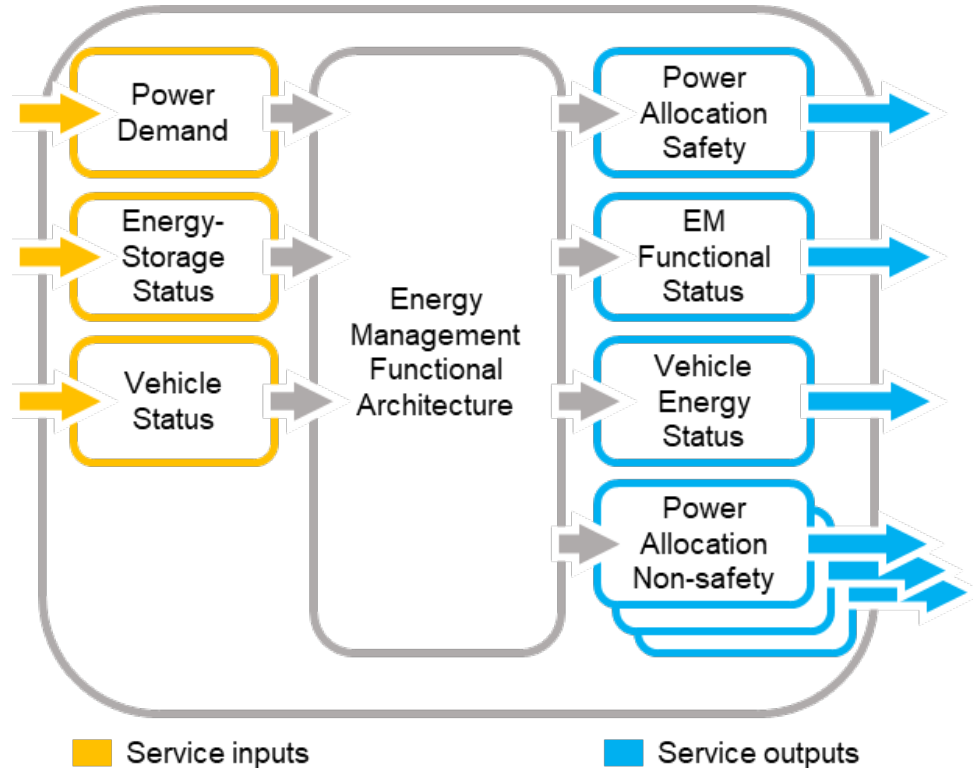 Power
Demand
Energy-
Storage
Status
Vehicle
Status
Energy
Management
Functional
Architecture
Power
Allocation
Safety
EM
Functional
Status
Vehicle
Energy
Status
Power
Allocation
Non-safety
Service inputs
Service outputs